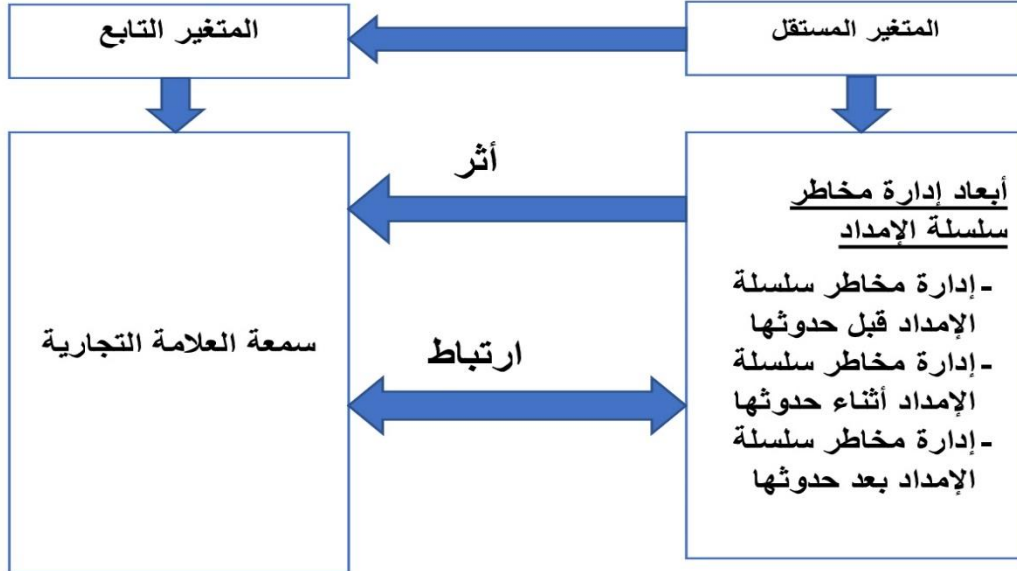 المتغير المستقل
المتغير التابع
أبعاد إدارة مخاطر
سلسلة الإمداد
-إدارة مخاطر سلسلة
الإمداد قبل حدوثها
-إدارة مخاطر سلسلة
الإمداد أثناء حدوثها
-إدارة مخاطر سلسلة
الإمداد بعد حدوثها
أثر
ارتباط
سمعة العلامة التجارية